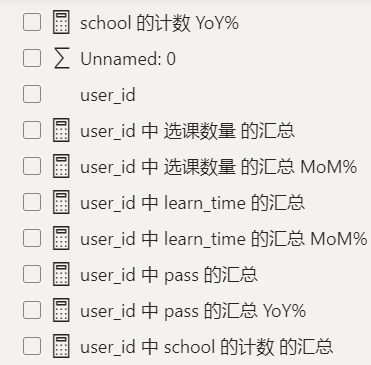 school 的计数 YoY%
Unnamed: 0
user_id
user_id 中 选课数量 的汇总
user_id 中 选课数量 的汇总 MoM%
user_id 中 learn_time 的汇总
user_id 中 learn_time 的汇总 MoM%
user_id 中 pass 的汇总
user_id 中 pass 的汇总 YoY%
user_id 中 school 的计数 的汇总